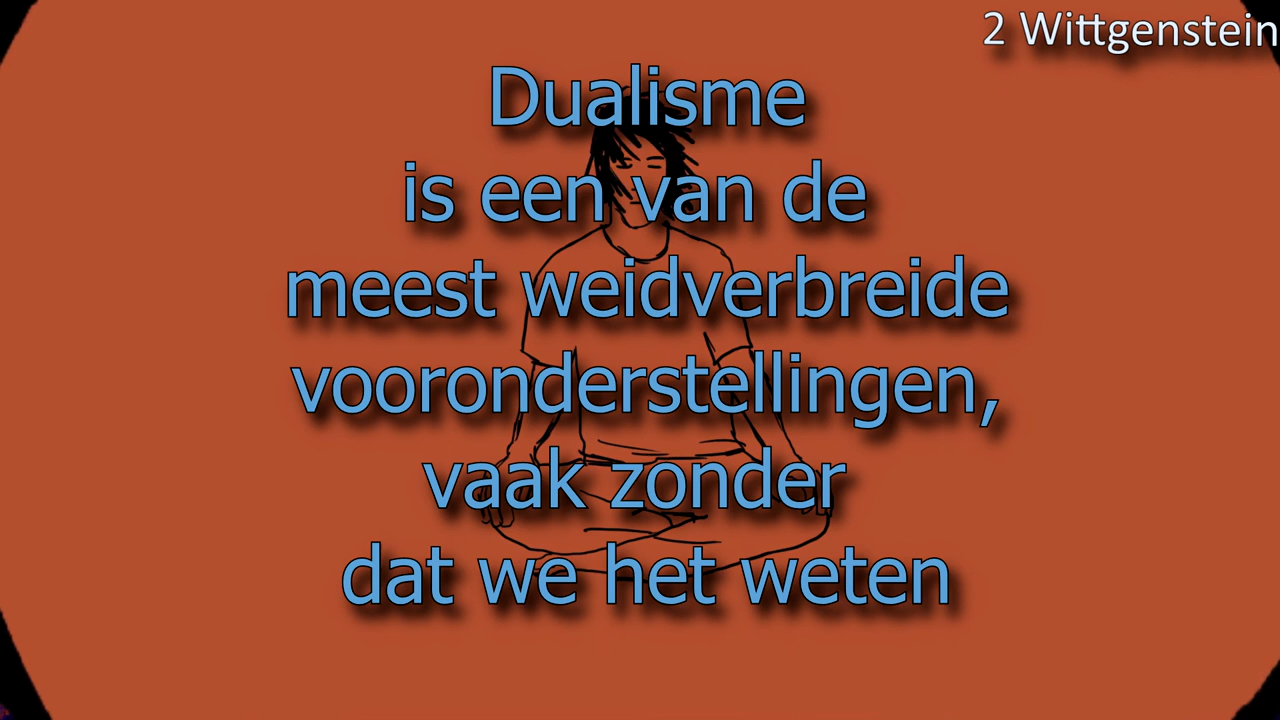 2 Wittgenstein
Dualisme
is een van de
meest weidverbreide
vooronderstellingen,
vaak zonder
dat we het weten